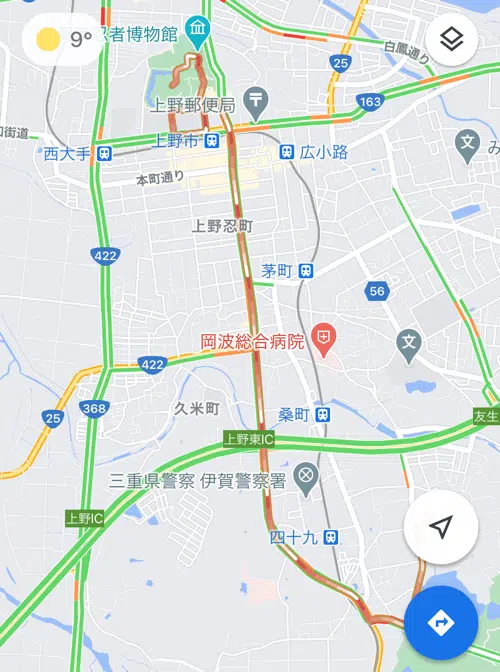 9°
忍者博物館
白鳳通り
25
上野郵便局
163
西大手
上野市
広小路
本町通り
上野忍町
422
茅町
56
岡波総合病院
422
368
久米町
25
桑町
友生
上野東IC
三重県警察 伊賀警察署
上野IC
四十九
文
文